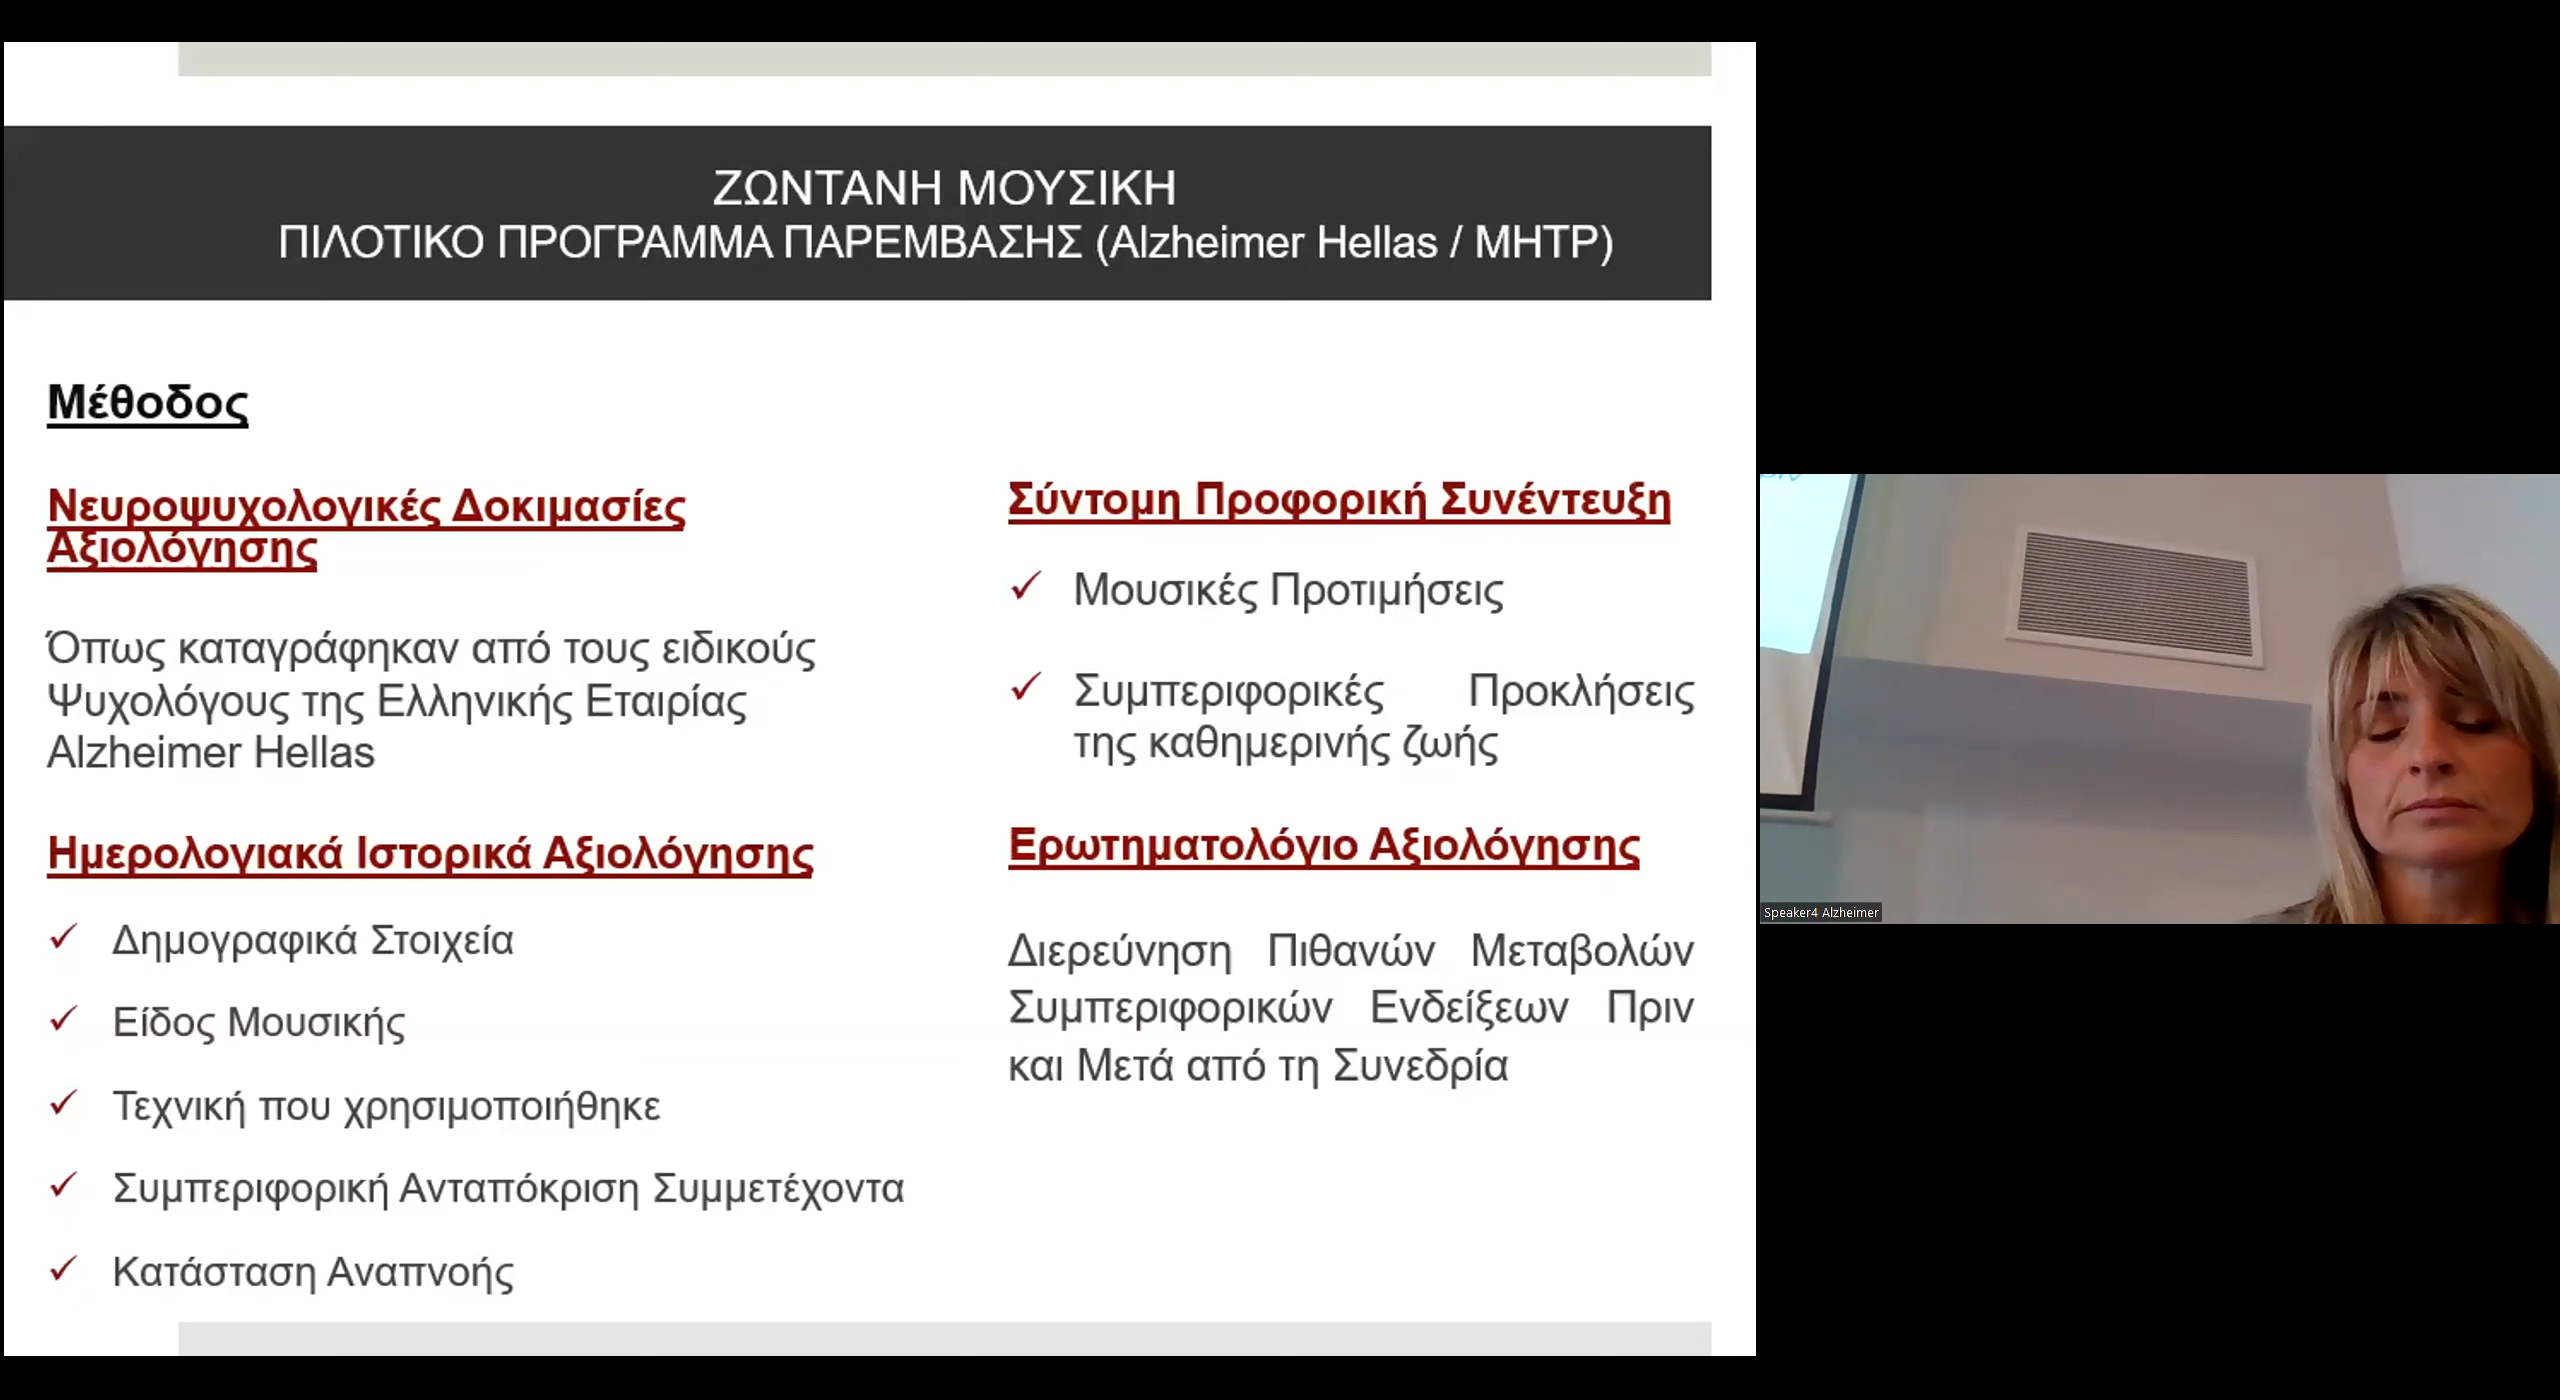 ΖΩΝΤΑΝΗ ΜΟΥΣΙΚΗ
ΠΙΛΟΤΙΚΟ ΠΡΟΓΡΑΜΜΑ ΠΑΡΕΜΒΑΣΗΣ (Alzheimer Hellas / ΜΗΤΡ)
Μέθοδος
Νευροψυχολογικές Δοκιμασίες
Αξιολόγησης
Όπως καταγράφηκαν από τους ειδικούς
Ψυχολόγους της Ελληνικής Εταιρίας
Alzheimer Hellas
Ημερολογιακά Ιστορικά Αξιολόγησης
✓ Δημογραφικά Στοιχεία
✓ Είδος Μουσικής
✓ Τεχνική που χρησιμοποιήθηκε
✓ Συμπεριφορική Ανταπόκριση Συμμετέχοντα
✓ Κατάσταση Αναπνοής
Σύντομη Προφορική Συνέντευξη
✓ Μουσικές Προτιμήσεις
✓ Συμπεριφορικές Προκλήσεις
της καθημερινής ζωής
Ερωτηματολόγιο Αξιολόγησης
Διερεύνηση Πιθανών Μεταβολών
Συμπεριφορικών Ενδείξεων Πριν
και Μετά από τη Συνεδρία
Speaker4 Alzheimer